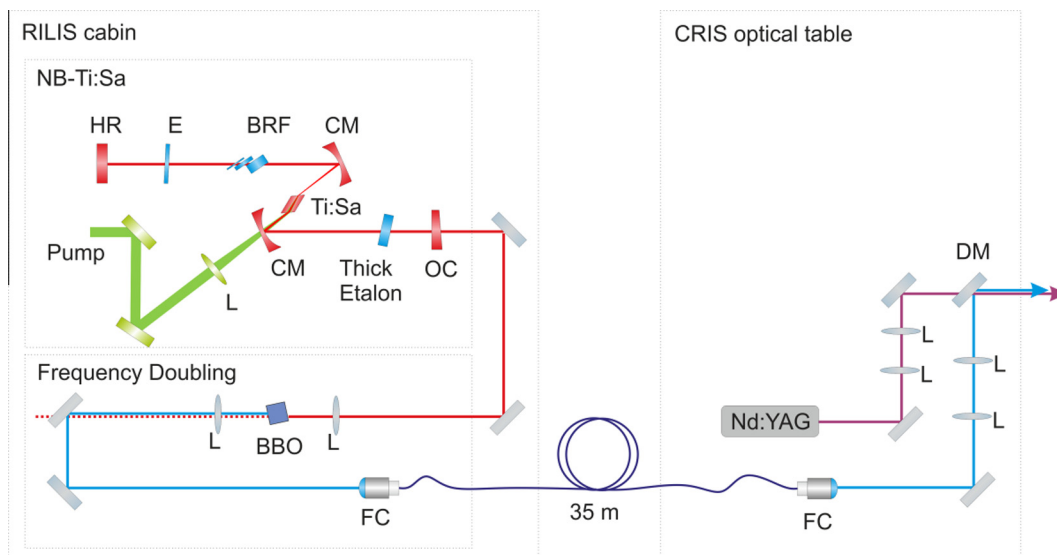 RILIS cabin
CRIS optical table
NB-Ti:Sa
HR
E
BRF
CM
Ti:Sa
Pump
L
CM
Thick
Etalon
OC
DM
L
L
L
L
Nd:YAG
Frequency Doubling
L
BBO
L
FC
35 m
FC